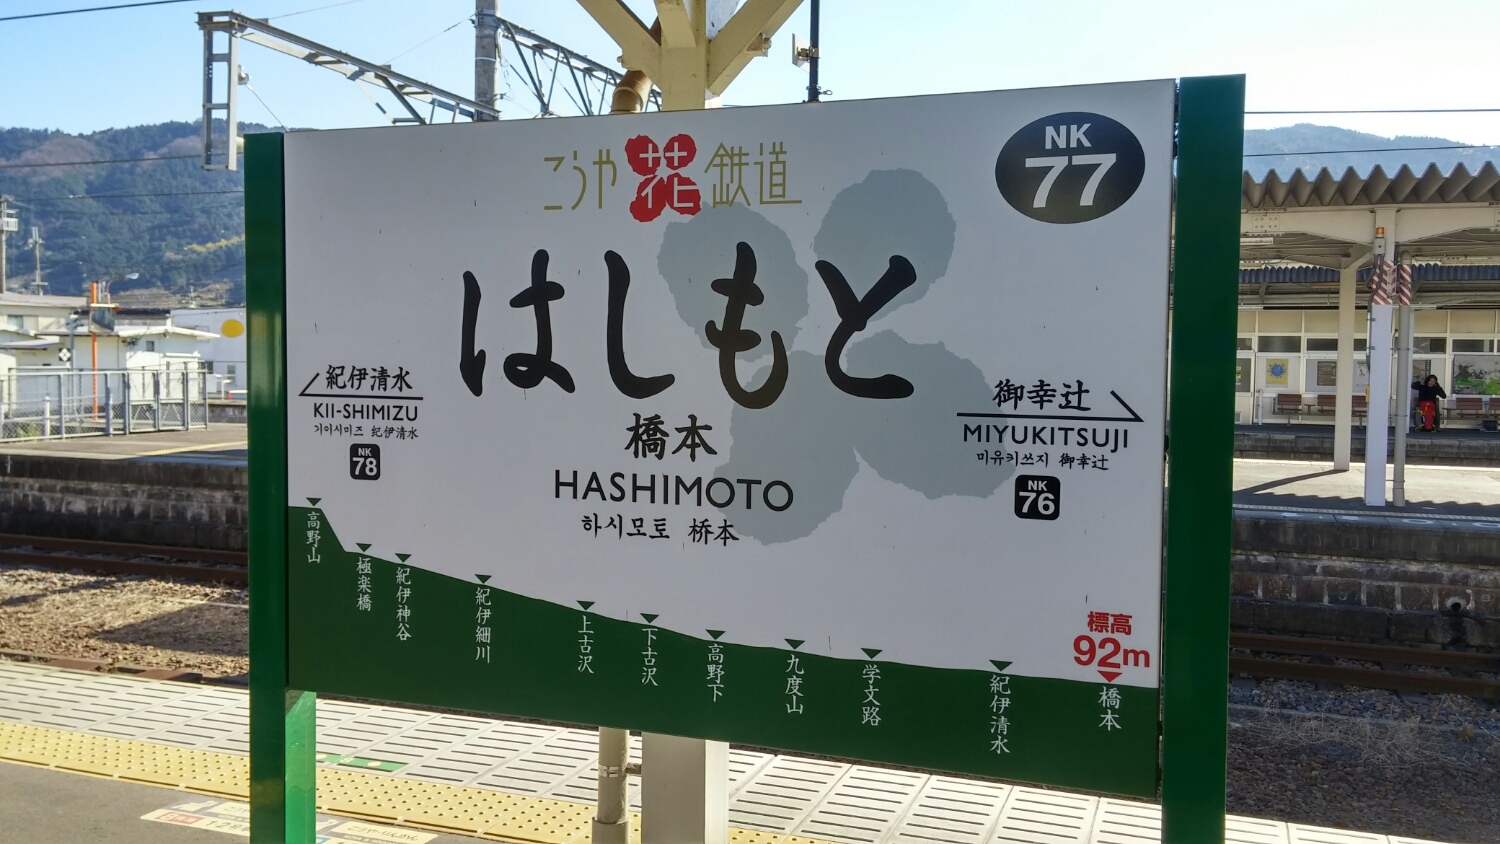 こうや花鉄道
NK
77
はしもと
橋本
HASHIMOTO
하시모토 桥本
紀伊清水
KII-SHIMIZU
기이시미즈 纪伊清水
NK
78
御幸辻
MIYUKITSUJI
미유키쓰지 御幸辻
NK
76
標高
92m
高野山
極楽橋
紀伊神谷
紀伊細川
上古沢
下古沢
高野下
九度山
学文路
紀伊清水
橋本